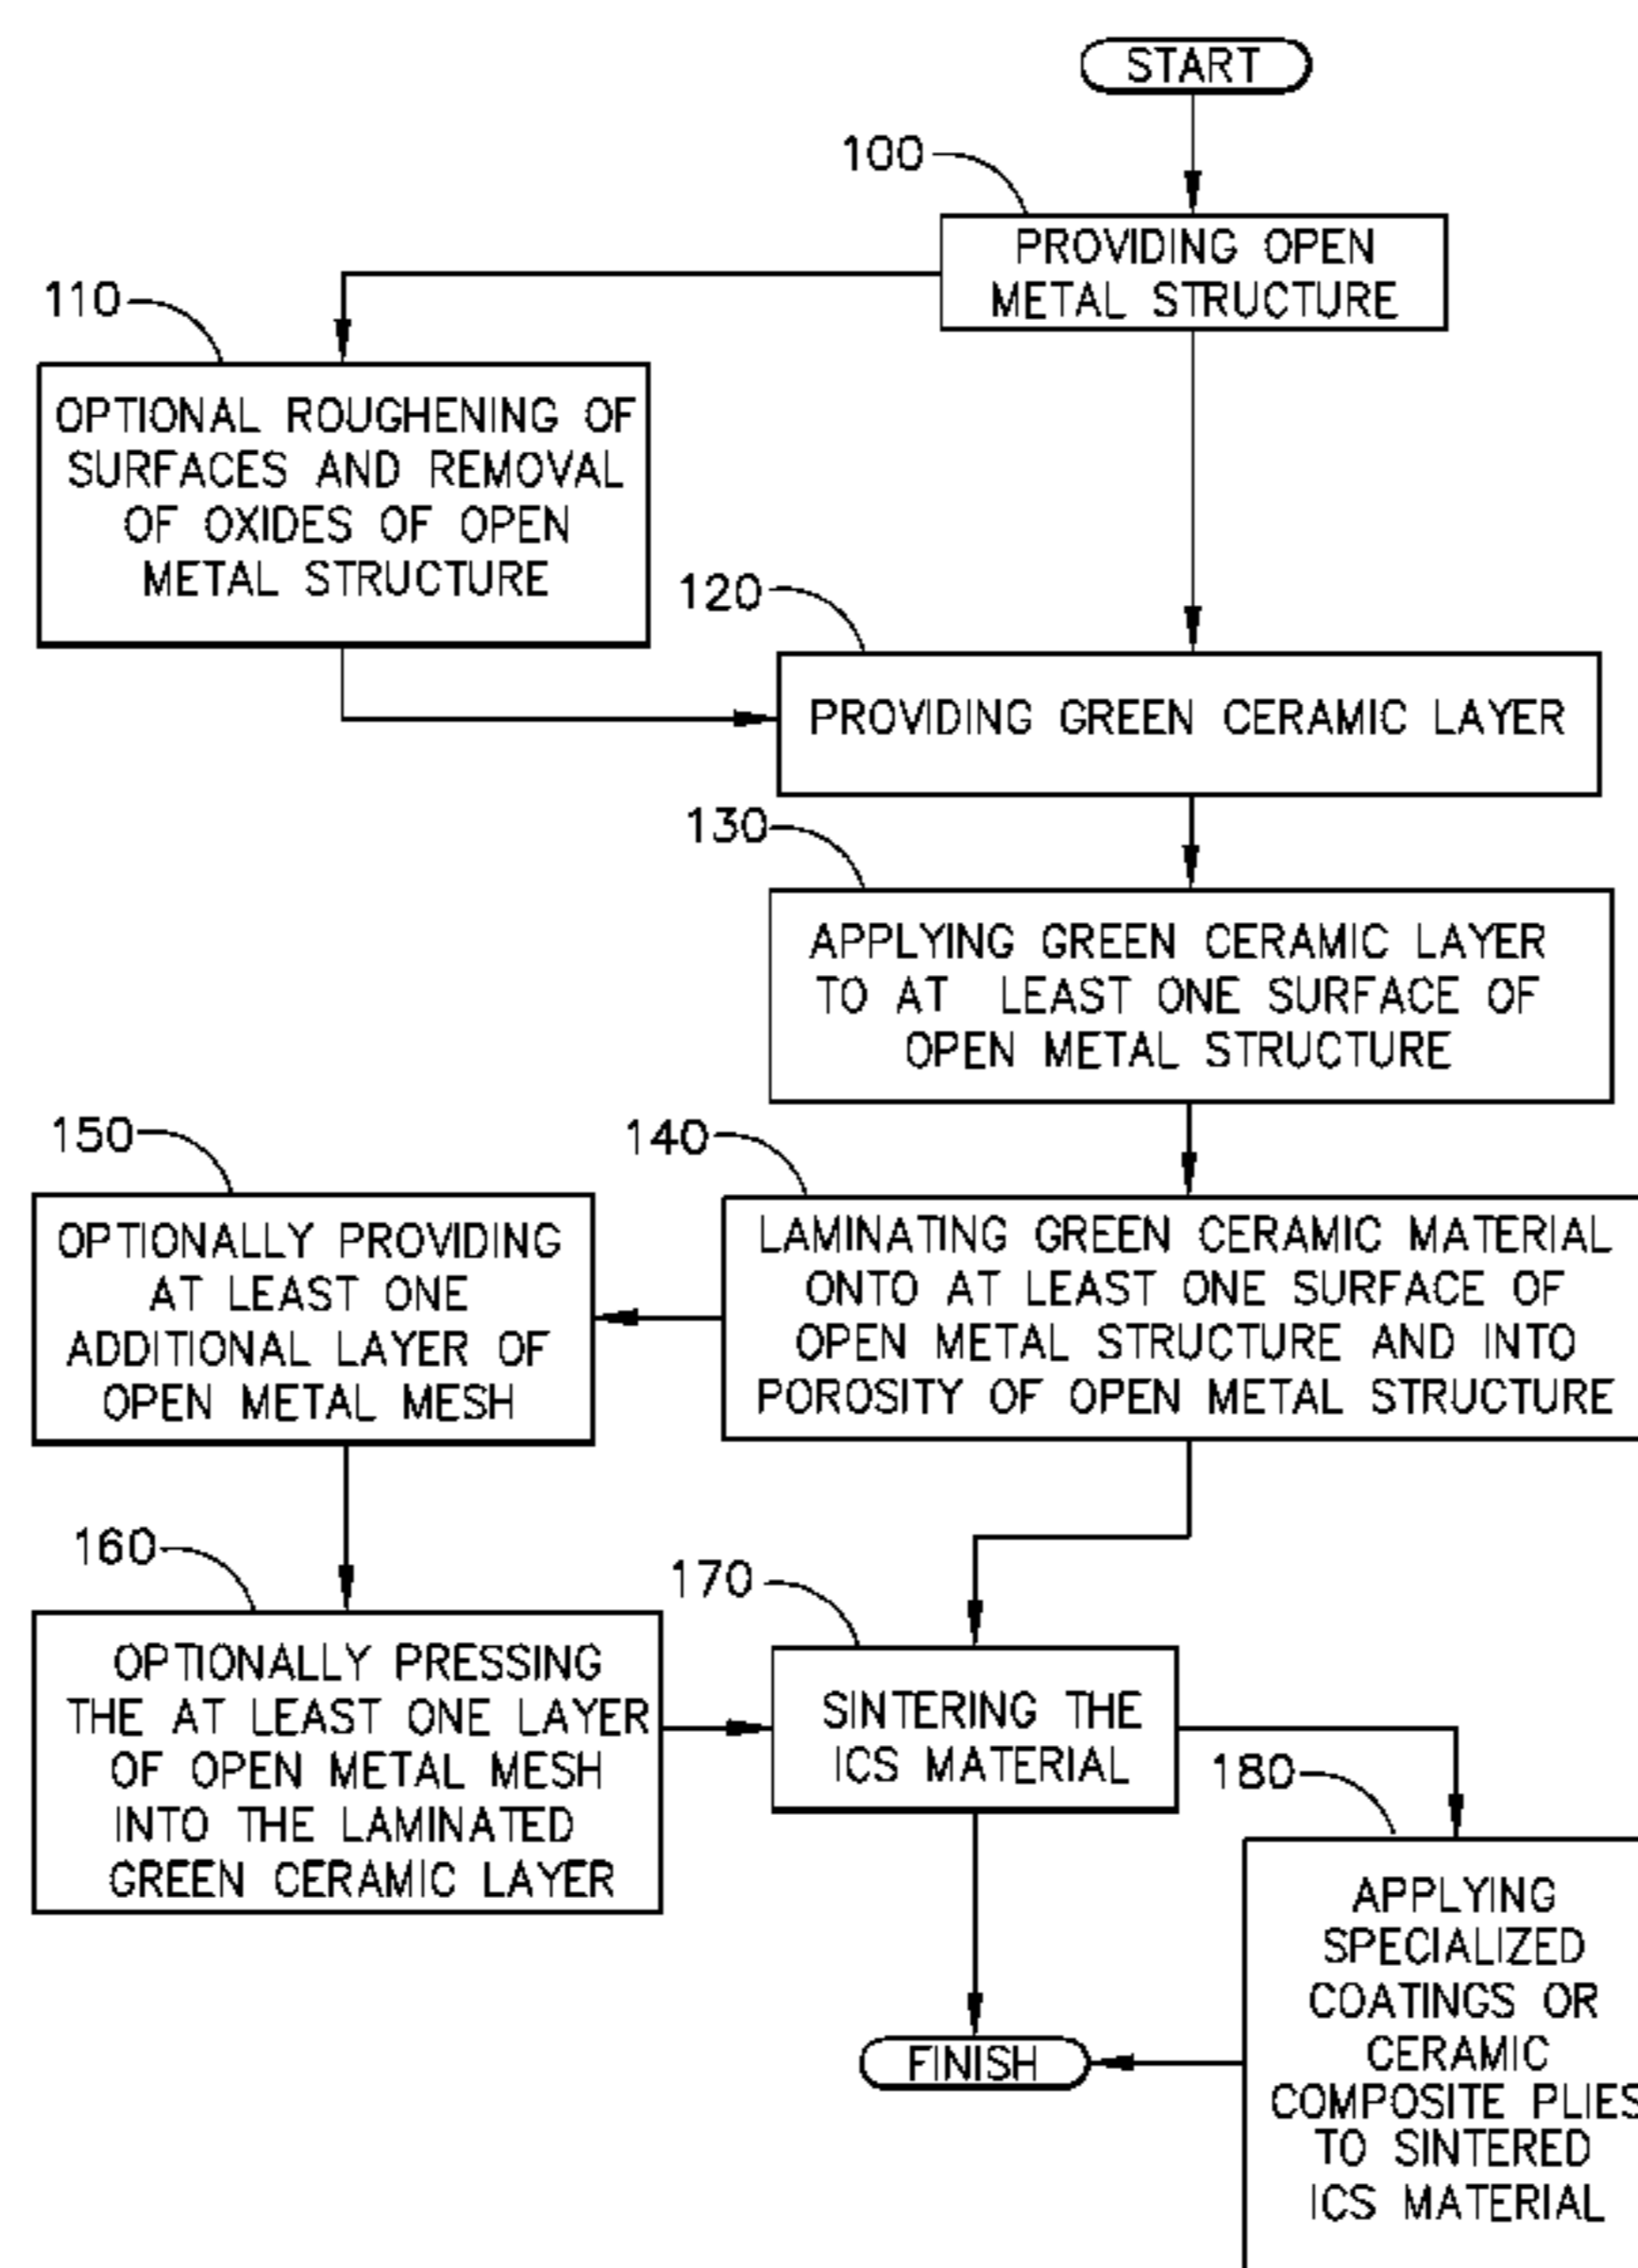 START
100
PROVIDING OPEN
METAL STRUCTURE
110
OPTIONAL ROUGHENING OF
SURFACES AND REMOVAL
OF OXIDES OF OPEN
METAL STRUCTURE
120
PROVIDING GREEN CERAMIC LAYER
130
APPLYING GREEN CERAMIC LAYER
TO AT LEAST ONE SURFACE OF
OPEN METAL STRUCTURE
140
LAMINATING GREEN CERAMIC MATERIAL
ONTO AT LEAST ONE SURFACE OF
OPEN METAL STRUCTURE AND INTO
POROSITY OF OPEN METAL STRUCTURE
150
OPTIONALLY PROVIDING
AT LEAST ONE
ADDITIONAL LAYER OF
OPEN METAL MESH
160
OPTIONALLY PRESSING
THE AT LEAST ONE LAYER
OF OPEN METAL MESH
INTO THE LAMINATED
GREEN CERAMIC LAYER
170
SINTERING THE
ICS MATERIAL
180
APPLYING
SPECIALIZED
COATINGS OR
CERAMIC
COMPOSITE PLIES
TO SINTERED
ICS MATERIAL
FINISH